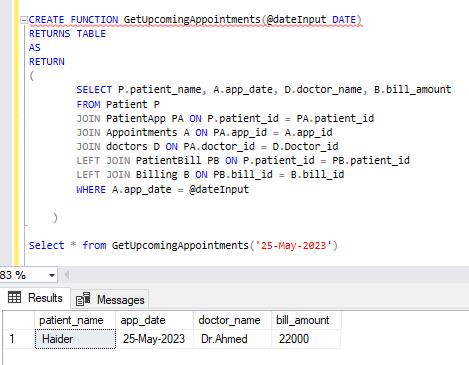 CREATE FUNCTION GetUpcomingAppointments(@dateInput DATE)
RETURNS TABLE
AS
RETURN
(
SELECT P.patient_name, A.app_date, D.doctor_name, B.bill_amount
FROM Patient P
JOIN PatientApp PA ON P.patient_id = PA.patient_id
JOIN Appointments A ON PA.app_id = A.app_id
JOIN doctors D ON PA.doctor_id = D.Doctor_id
LEFT JOIN PatientBill PB ON P.patient_id = PB.patient_id
LEFT JOIN Billing B ON PB.bill_id = B.bill_id
WHERE A.app_date = @dateInput
)
Select * from GetUpcomingAppointments('25-May-2023')
83 %
Results Messages
patient_name app_date doctor_name bill_amount
1 Haider 25-May-2023 Dr.Ahmed 22000